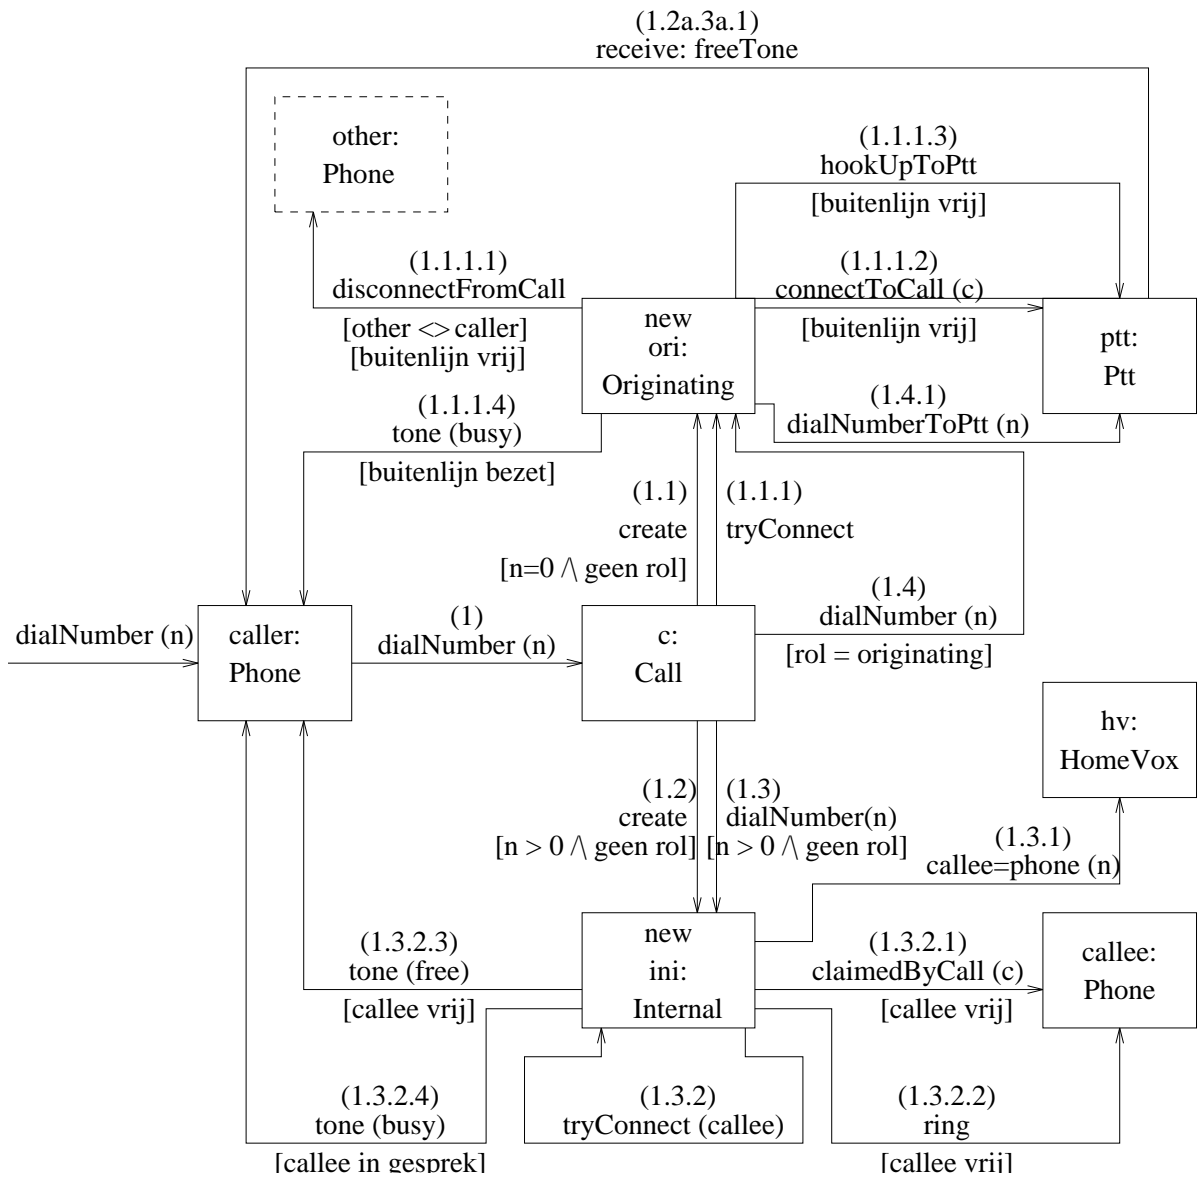 (1.2a.3a.1)
receive: freeTone
other:
Phone
(1.1.1.3)
hookUpToPtt
[buitenlijn vrij]
(1.1.1.1)
disconnectFromCall
[other <> caller]
[buitenlijn vrij]
(1.1.1.2)
connectToCall (c)
[buitenlijn vrij]
new
ori:
Originating
ptt:
Ptt
(1.1.1.4)
tone (busy)
[buitenlijn bezet]
(1.4.1)
dialNumberToPtt (n)
(1.1)
create
[n=0 /\ geen rol]
(1.1.1)
tryConnect
dialNumber (n)
caller:
Phone
(1)
dialNumber (n)
c:
Call
(1.4)
dialNumber (n)
[rol = originating]
hv:
HomeVox
(1.2)
create
[n > 0 /\ geen rol]
(1.3)
dialNumber(n)
[n > 0 /\ geen rol]
(1.3.1)
callee=phone (n)
(1.3.2.3)
tone (free)
[callee vrij]
new
ini:
Internal
(1.3.2.1)
claimedByCall (c)
[callee vrij]
callee:
Phone
(1.3.2.4)
tone (busy)
[callee in gesprek]
(1.3.2)
tryConnect (callee)
(1.3.2.2)
ring
[callee vrij]